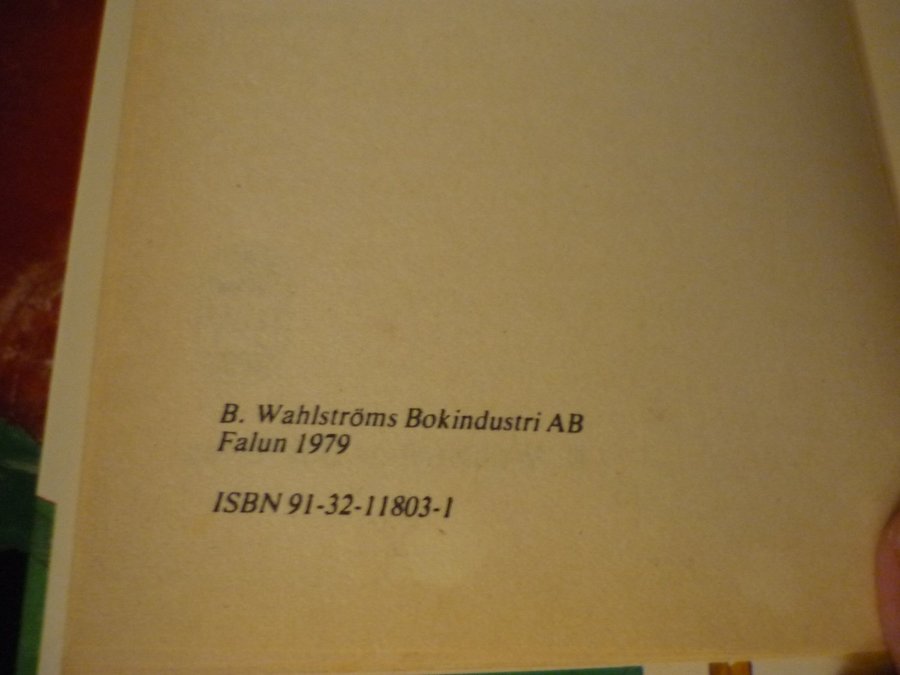 B. Wahlströms Bokindustri AB
Falun 1979
ISBN 91-32-11803-1